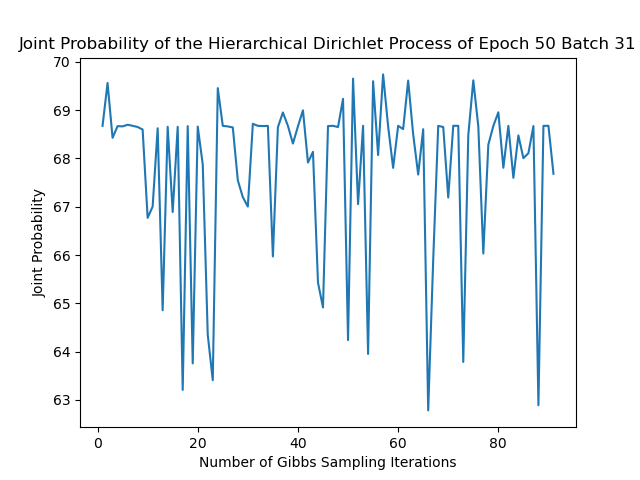 Joint Probability of the Hierarchical Dirichlet Process of Epoch 50 Batch 31
70
69
68
67
66
65
64
63
Joint Probability
0 20 40 60 80
Number of Gibbs Sampling Iterations